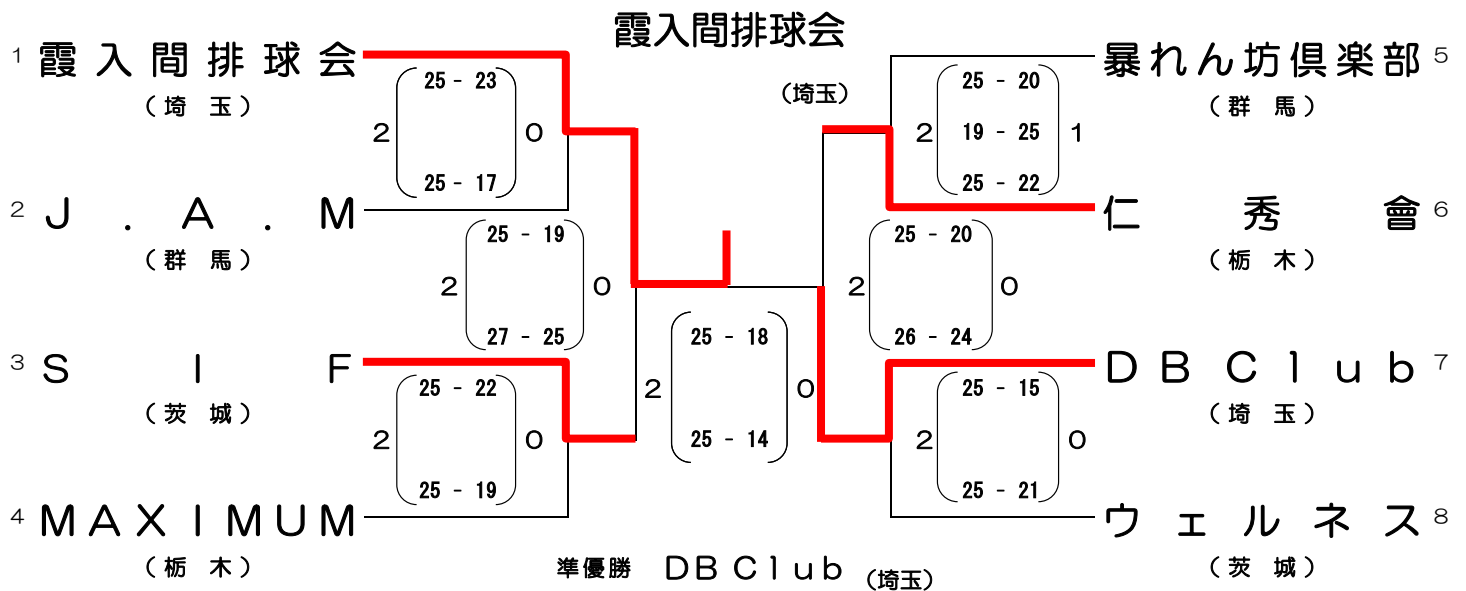 霞入間排球会
(埼玉)
1 霞入間排球会
(埼 玉)
2 25 - 23 0
25 - 17
2 J . A . M
(群 馬)
2 25 - 19 0
27 - 25
3 S I F
(茨 城)
2 25 - 22 0
25 - 19
4 MAXIMUM
(栃 木)
2 25 - 18 0
25 - 14
暴れん坊倶楽部 5
(群 馬)
25 - 20
2 19 - 25 1
25 - 22
仁 秀 會 6
(栃 木)
2 25 - 20 0
26 - 24
DB Club 7
(埼 玉)
2 25 - 15 0
25 - 21
ウェルネス 8
(茨 城)
準優勝 DB Club (埼玉)